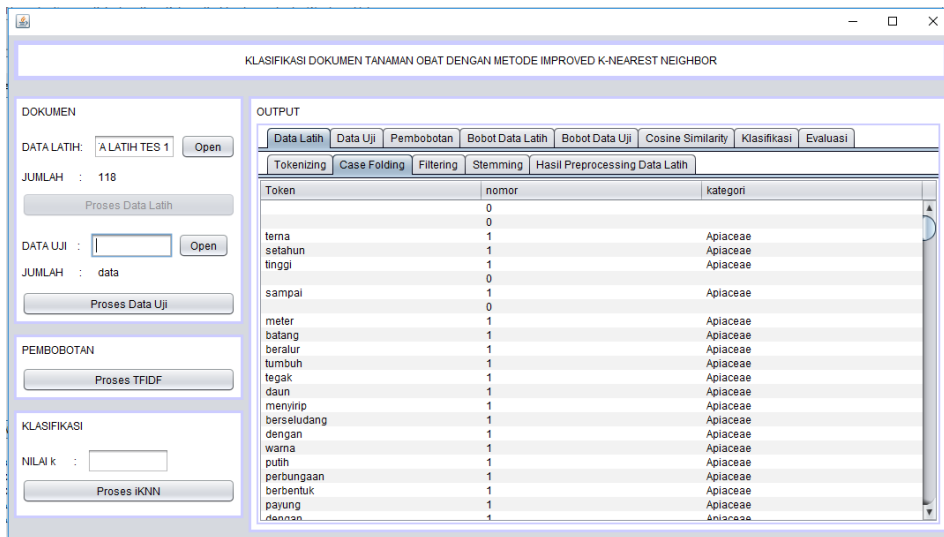 KLASIFIKASI DOKUMEN TANAMAN OBAT DENGAN METODE IMPROVED K-NEAREST NEIGHBOR
DOKUMEN
DATA LATIH: 'A LATIH TES 1 Open
JUMLAH : 118
Proses Data Latih
DATA UJI : Open
JUMLAH : data
Proses Data Uji
PEMBOBOTAN
Proses TFIDF
KLASIFIKASI
NILAI k :
Proses iKNN
OUTPUT
Data Latih Data Uji Pembobotan Bobot Data Latih Bobot Data Uji Cosine Similarity Klasifikasi Evaluasi
Tokenizing Case Folding Filtering Stemming Hasil Preprocessing Data Latih
Token nomor kategori
0
0
terna 1 Apiaceae
setahun 1 Apiaceae
tinggi 1 Apiaceae
0
sampai 1 Apiaceae
0
meter 1 Apiaceae
batang 1 Apiaceae
beralur 1 Apiaceae
tumbuh 1 Apiaceae
tegak 1 Apiaceae
daun 1 Apiaceae
menyirip 1 Apiaceae
berseludang 1 Apiaceae
dengan 1 Apiaceae
warna 1 Apiaceae
putih 1 Apiaceae
perbungaan 1 Apiaceae
berbentuk 1 Apiaceae
payung 1 Apiaceae
dengan 1 Apiaceae